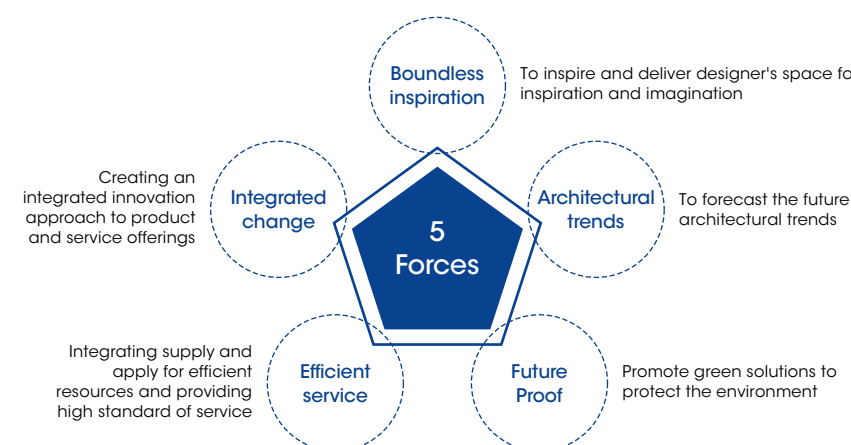 Boundless
inspiration
To inspire and deliver designer's space
inspiration and imagination
Creating an
integrated innovation
approach to product
and service offerings
Integrated
change
Architectural
trends
To forecast the future
architectural trends
5
Forces
Integrating supply and
apply for efficient
resources and providing
high standard of service
Efficient
service
Future
Proof
Promote green solutions to
protect the environment